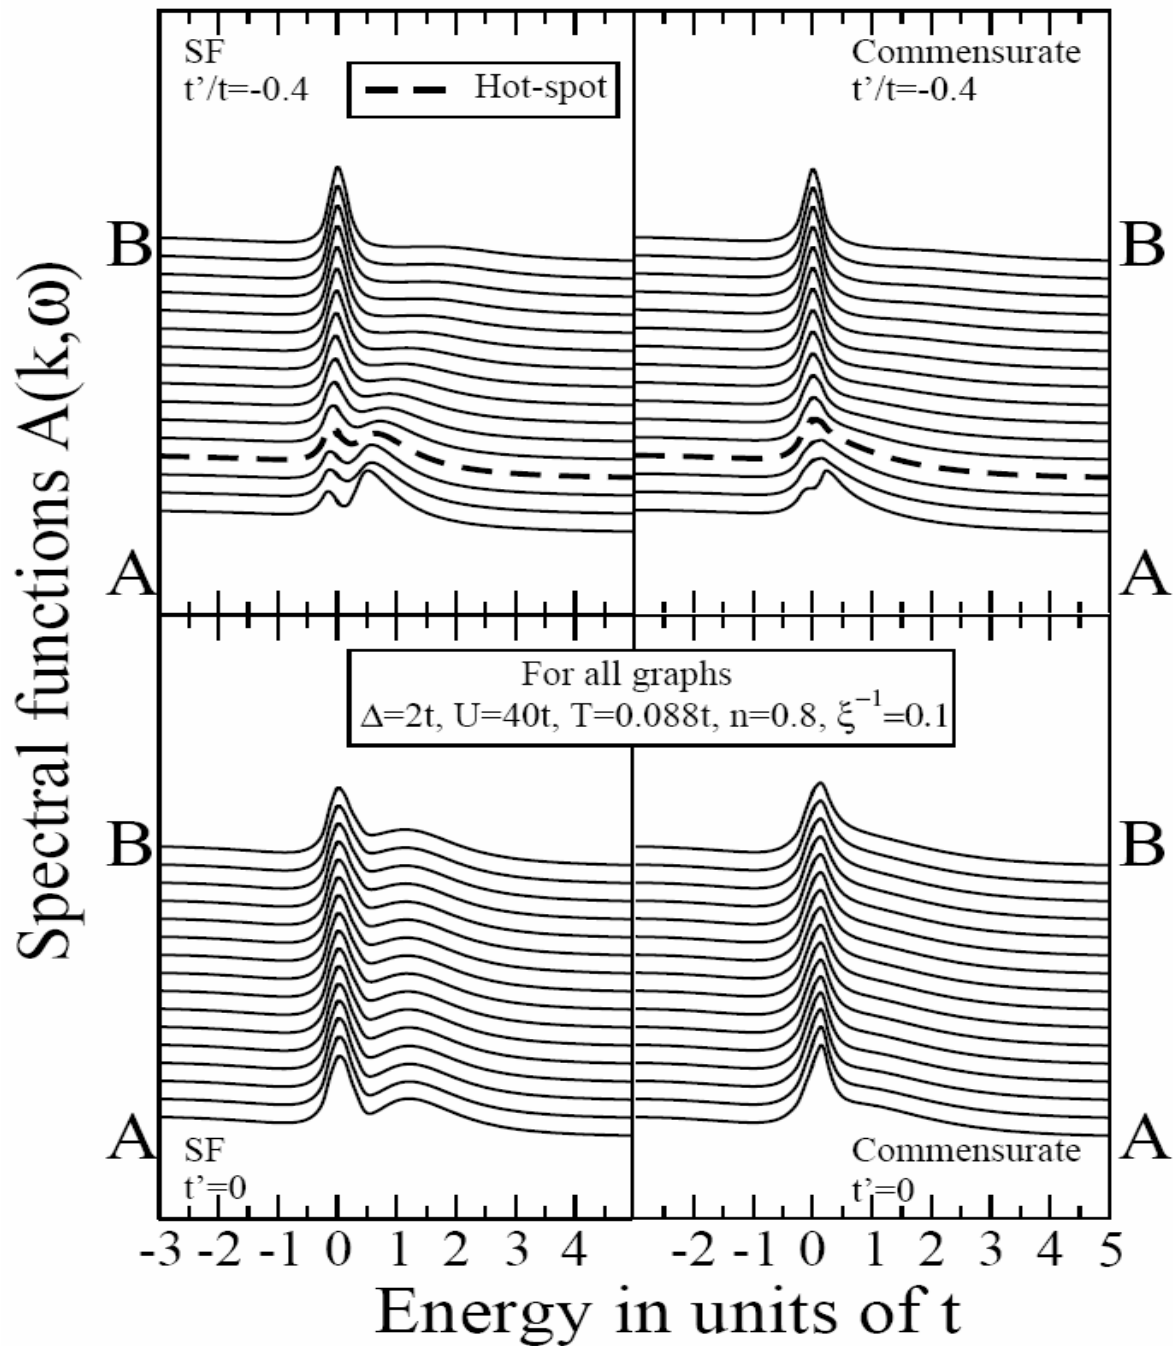 SF
t'/t=-0.4
Hot-spot
Commensurate
t'/t=-0.4
B
B
A
A
Spectral functions A(k,ω)
For all graphs
Δ=2t, U=40t, T=0.088t, n=0.8, ξ⁻¹=0.1
B
B
A
A
SF
t'=0
Commensurate
t'=0
-3 -2 -1 0 1 2 3 4
-2 -1 0 1 2 3 4 5
Energy in units of t